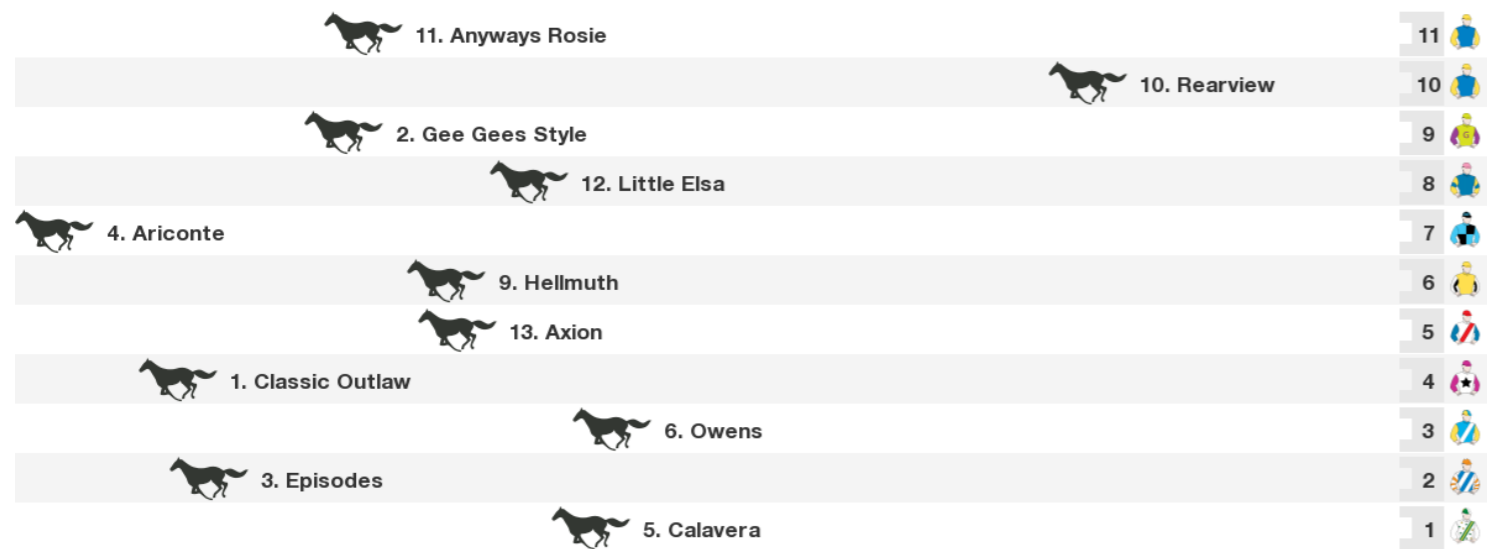 11. Anyways Rosie 11
10. Rearview 10
2. Gee Gees Style 9 G
12. Little Elsa 8
4. Ariconte 7
9. Hellmuth 6
13. Axion 5
1. Classic Outlaw 4
6. Owens 3
3. Episodes 2
5. Calavera 1